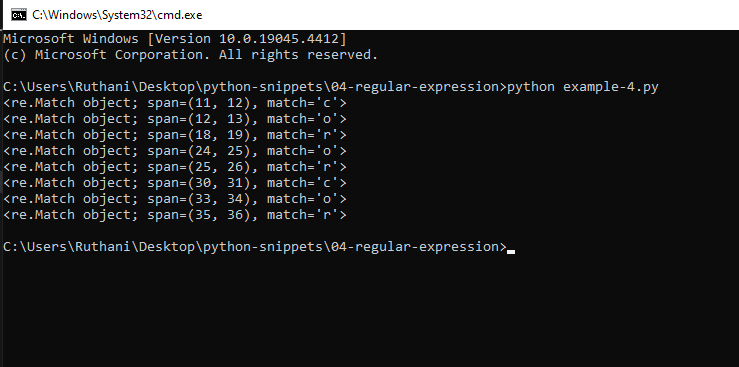 C:\Windows\System32\cmd.exe
Microsoft Windows [Version 10.0.19045.4412]
(c) Microsoft Corporation. All rights reserved.
C:\Users\Ruthani\Desktop\python-snippets\04-regular-expression>python example-4.py
<re.Match object; span=(11, 12), match='c'>
<re.Match object; span=(12, 13), match='o'>
<re.Match object; span=(18, 19), match='r'>
<re.Match object; span=(24, 25), match='o'>
<re.Match object; span=(25, 26), match='r'>
<re.Match object; span=(30, 31), match='c'>
<re.Match object; span=(33, 34), match='o'>
<re.Match object; span=(35, 36), match='r'>
C:\Users\Ruthani\Desktop\python-snippets\04-regular-expression>